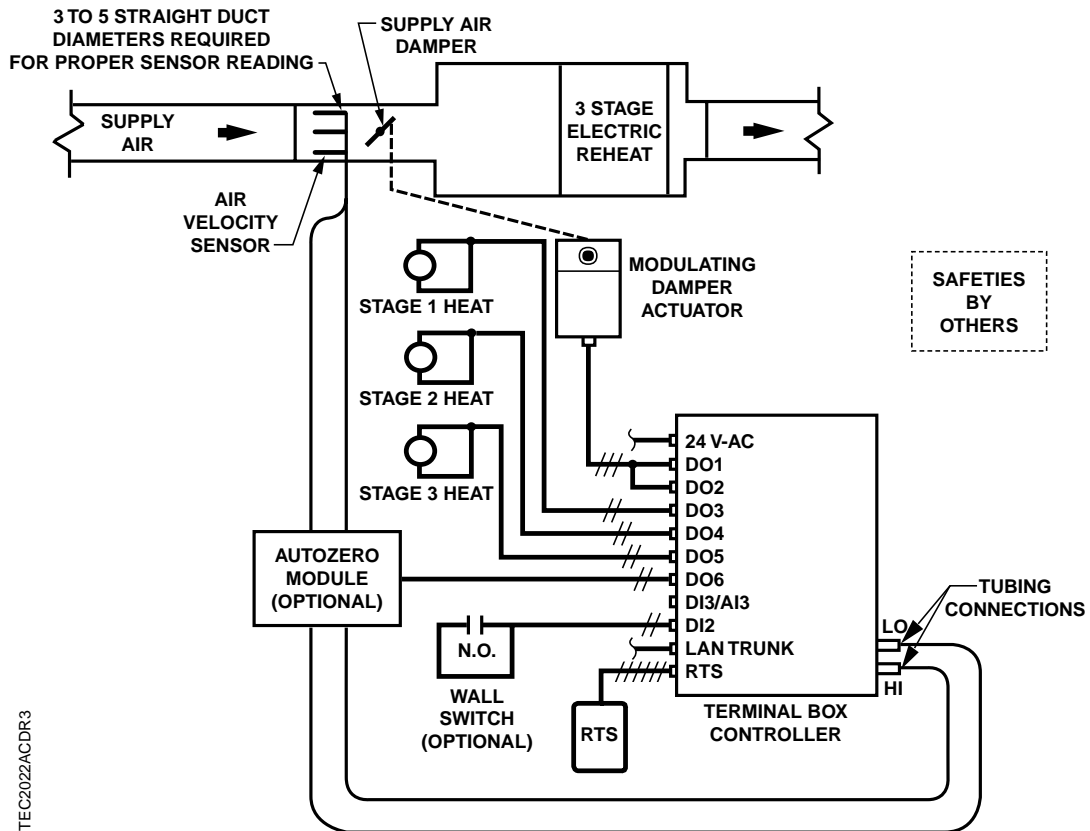 3 TO 5 STRAIGHT DUCT
DIAMETERS REQUIRED
FOR PROPER SENSOR READING
SUPPLY AIR
DAMPER
SUPPLY
AIR
3 STAGE
ELECTRIC
REHEAT
AIR
VELOCITY
SENSOR
STAGE 1 HEAT
MODULATING
DAMPER
ACTUATOR
SAFETIES
BY
OTHERS
STAGE 2 HEAT
STAGE 3 HEAT
24 V-AC
DO1
DO2
DO3
DO4
DO5
DO6
DI3/AI3
DI2
LAN TRUNK
RTS
AUTOZERO
MODULE
(OPTIONAL)
TUBING
CONNECTIONS
LO
HI
N.O.
WALL
SWITCH
(OPTIONAL)
RTS
TERMINAL BOX
CONTROLLER
TEC2022ACDR3